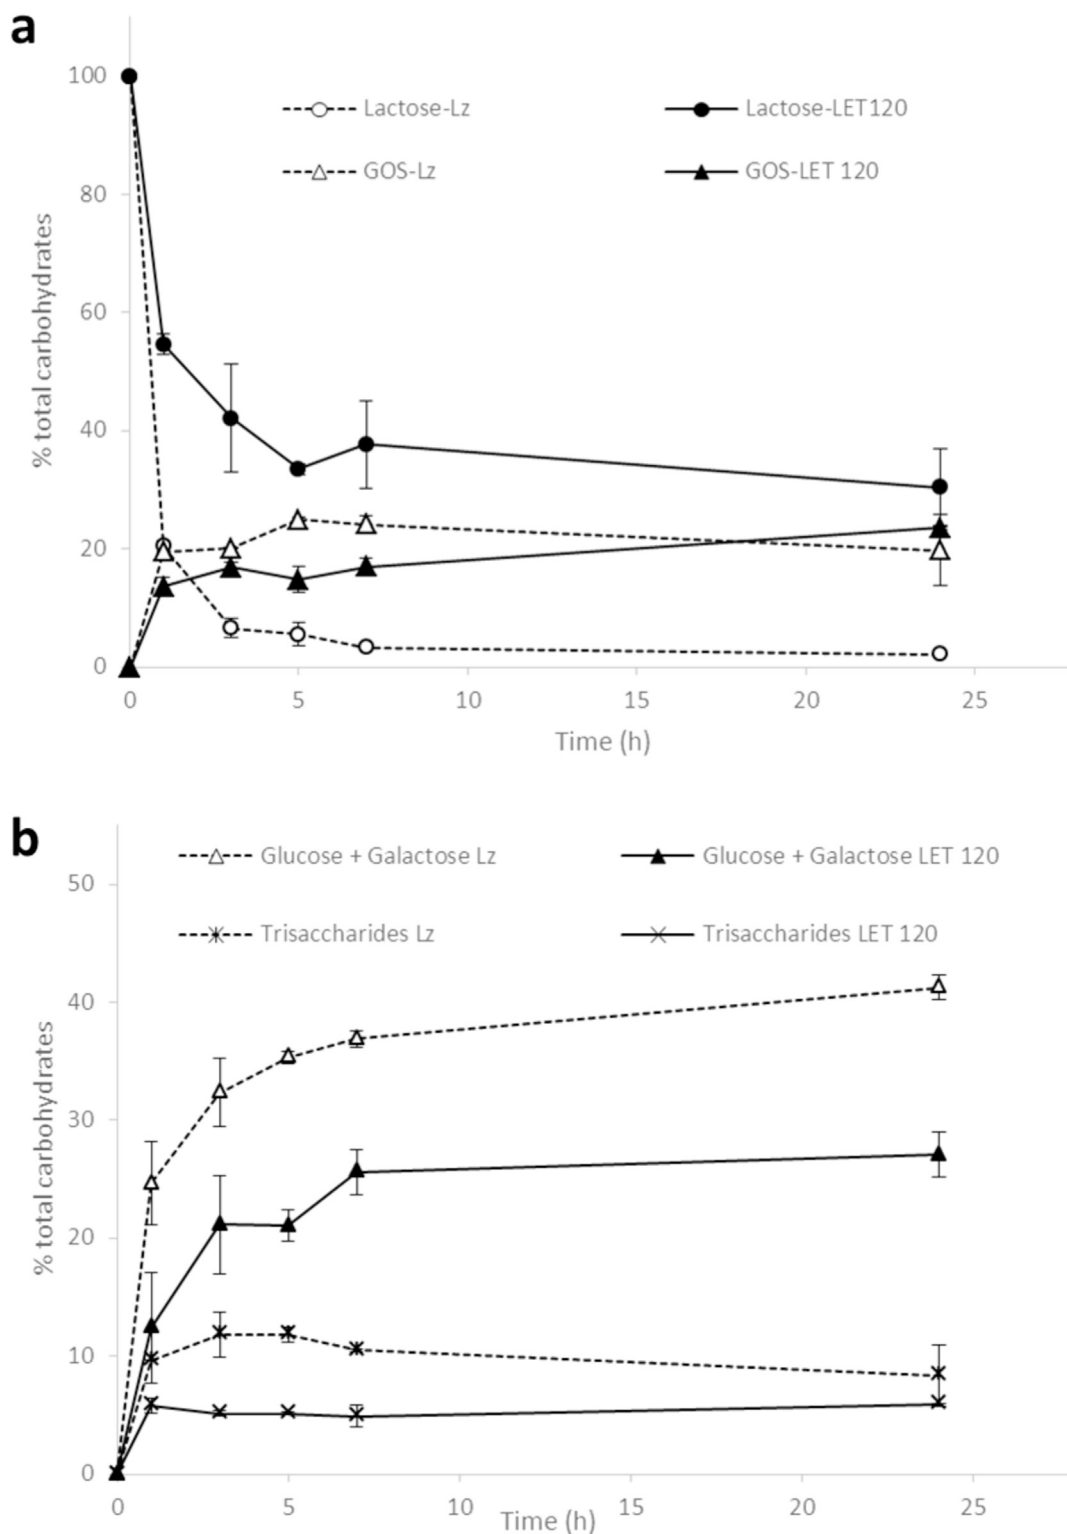 a
100
Lactose-Lz
Lactose-LET120
GOS-Lz
GOS-LET 120
80
60
40
20
0
% total carbohydrates
0 5 10 15 20 25
Time (h)
b
Glucose + Galactose Lz
Glucose + Galactose LET 120
50
Trisaccharides Lz
Trisaccharides LET 120
40
30
20
10
0
% total carbohydrates
0 5 10 15 20 25
Time (h)